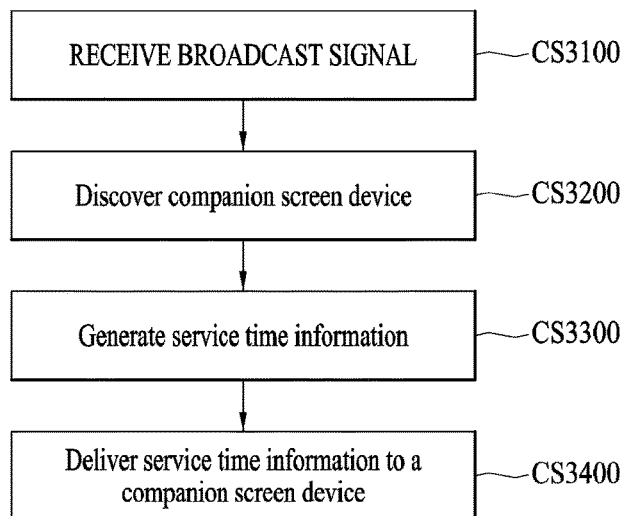 RECEIVE BROADCAST SIGNAL
CS3100
Discover companion screen device
CS3200
Generate service time information
CS3300
Deliver service time information to a
companion screen device
CS3400